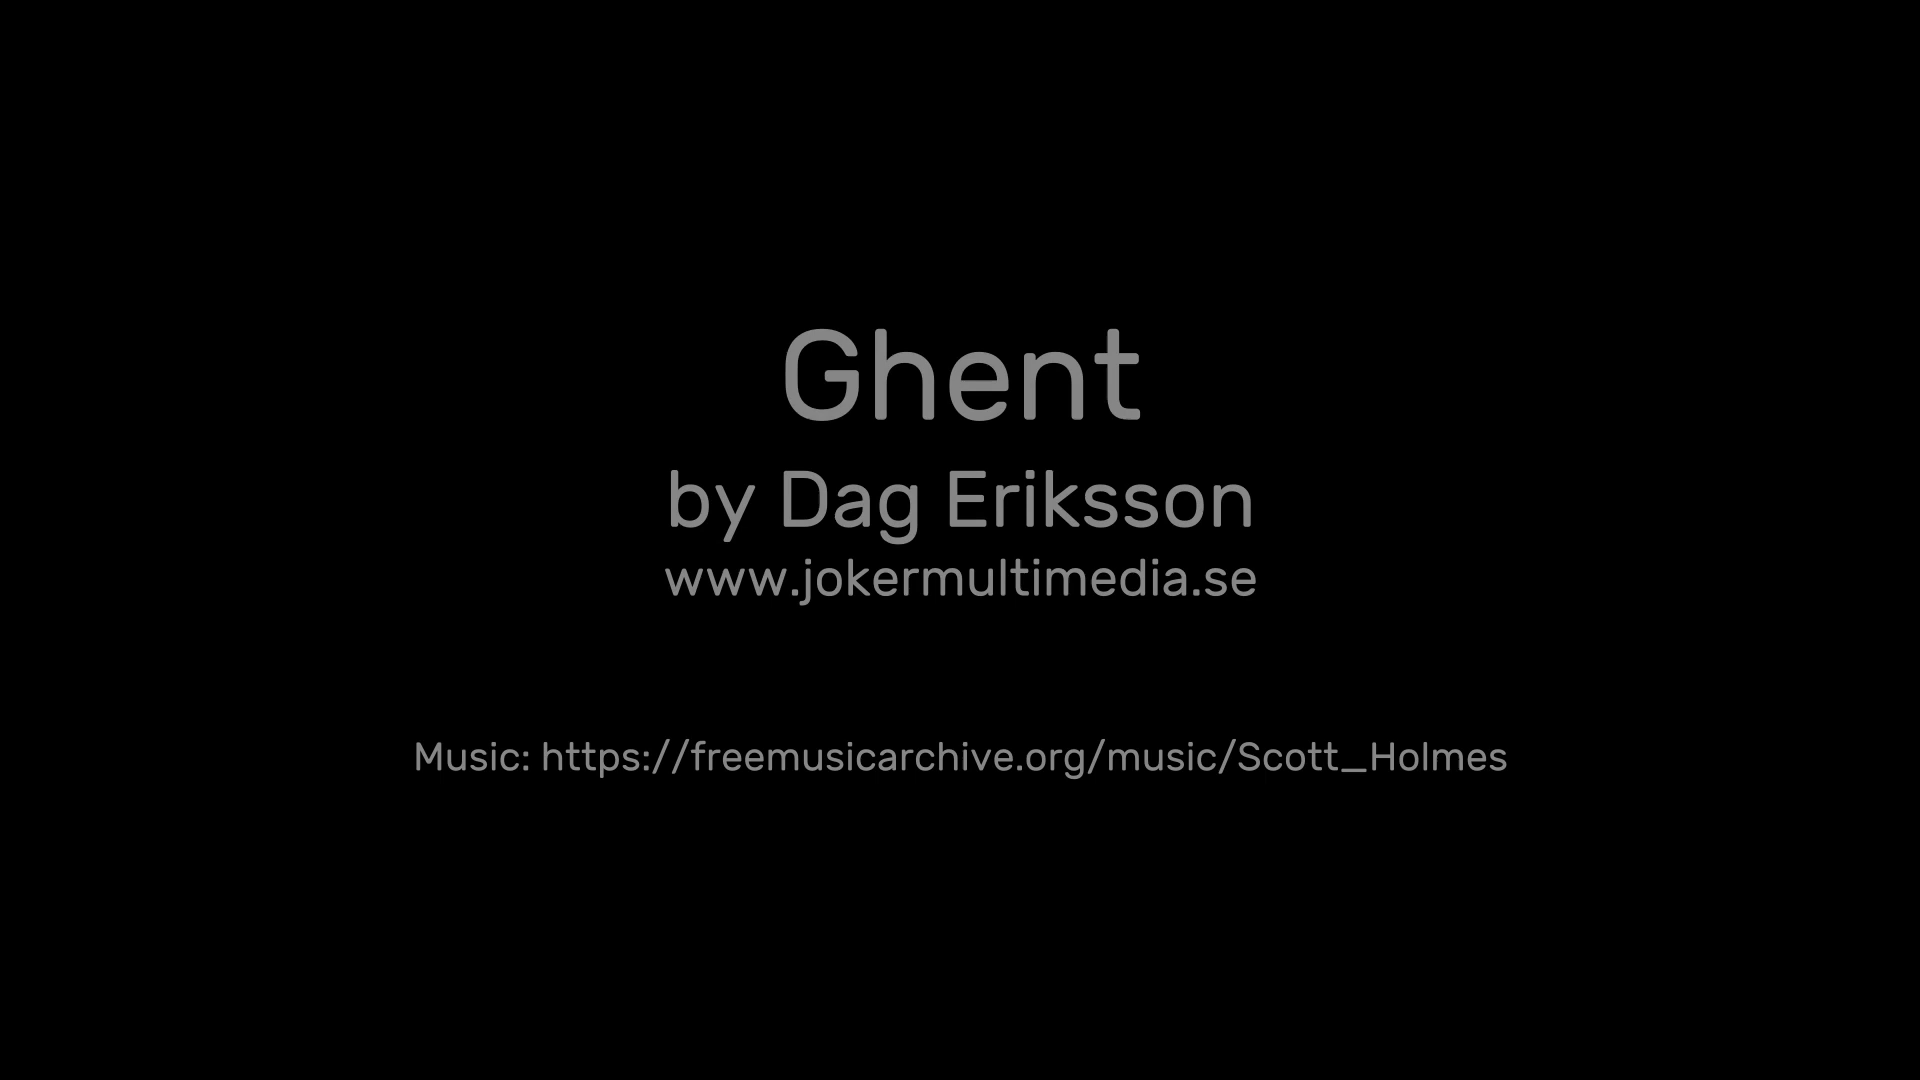 Ghent
by Dag Eriksson
www.jokermultimedia.se
Music: https://freemusicarchive.org/music/Scott_Holmes